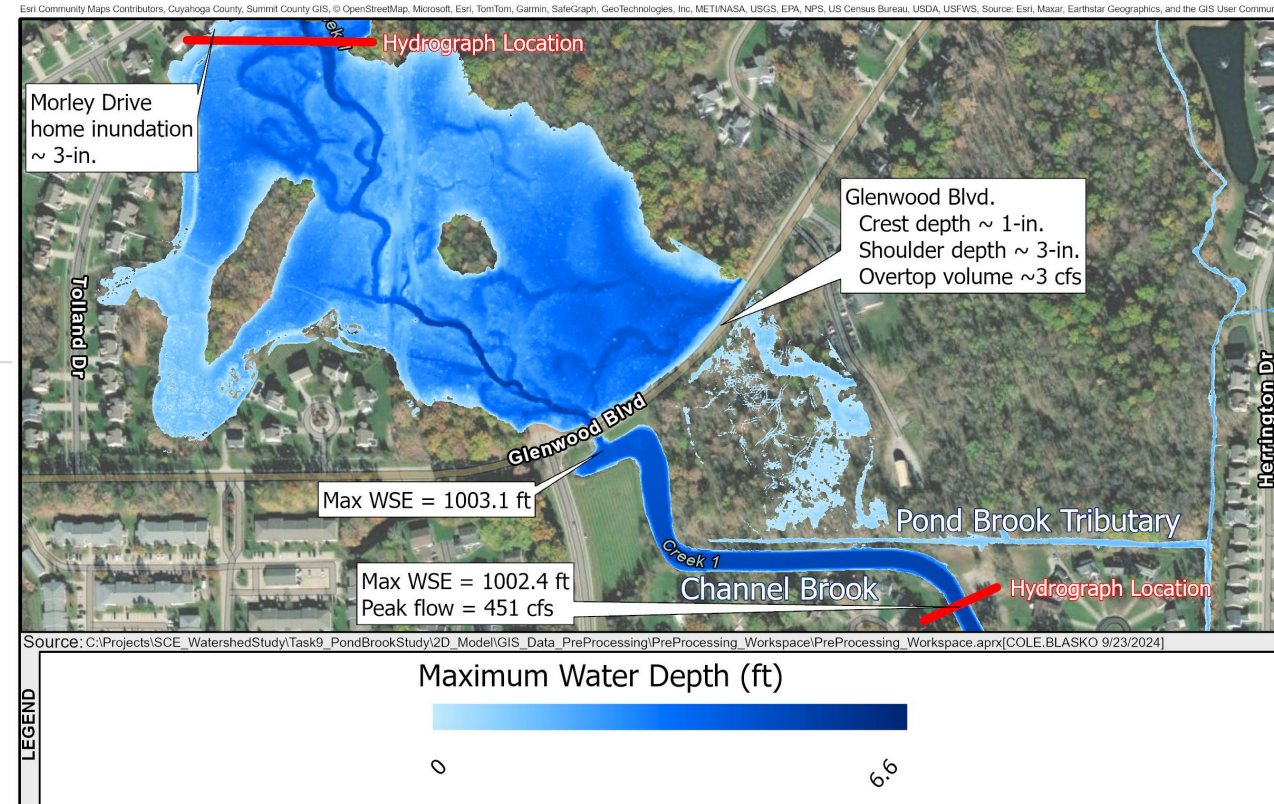 Esri Community Maps Contributors, Cuyahoga County, Summit County GIS, © OpenStreetMap, Microsoft, Esri, TomTom, Garmin, SafeGraph, GeoTechnologies, Inc, METI/NASA, USGS, EPA, NPS, US Census Bureau, USDA, USFWS, Source: Esri, Maxar, Earthstar Geographics, and the GIS User Commun
Hydrograph Location
Morley Drive
home inundation
~ 3-in.
Glenwood Blvd.
Crest depth ~ 1-in.
Shoulder depth ~ 3-in.
Overtop volume ~3 cfs
Tolland Dr
Herrington Dr
Glenwood Blvd
Max WSE = 1003.1 ft
Pond Brook Tributary
Creek 1
Max WSE = 1002.4 ft
Peak flow = 451 cfs
Channel Brook
Hydrograph Location
Source: C:\Projects\SCE_WatershedStudy\Task9_PondBrookStudy\2D_Model\GIS_Data_PreProcessing\PreProcessing_Workspace\PreProcessing_Workspace.aprx[COLE.BLASKO 9/23/2024]
LEGEND
Maximum Water Depth (ft)
0
6.6